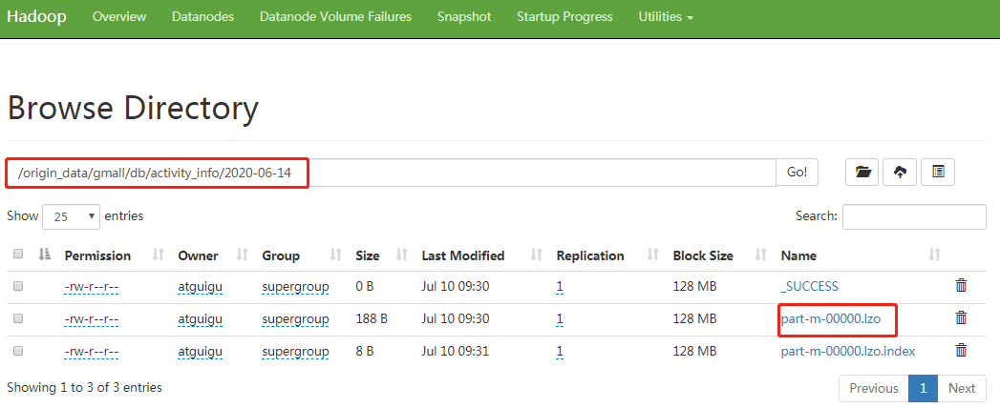 Hadoop Overview Datanodes Datanode Volume Failures Snapshot Startup Progress Utilities
Browse Directory
/origin_data/gmall/db/activity_info/2020-06-14 Go!
Show 25 entries Search:
Permission Owner Group Size Last Modified Replication Block Size Name
-rw-r--r-- atguigu supergroup 0 B Jul 10 09:30 1 128 MB _SUCCESS
-rw-r--r-- atguigu supergroup 188 B Jul 10 09:30 1 128 MB part-m-00000.lzo
-rw-r--r-- atguigu supergroup 8 B Jul 10 09:31 1 128 MB part-m-00000.lzo.index
Showing 1 to 3 of 3 entries Previous 1 Next